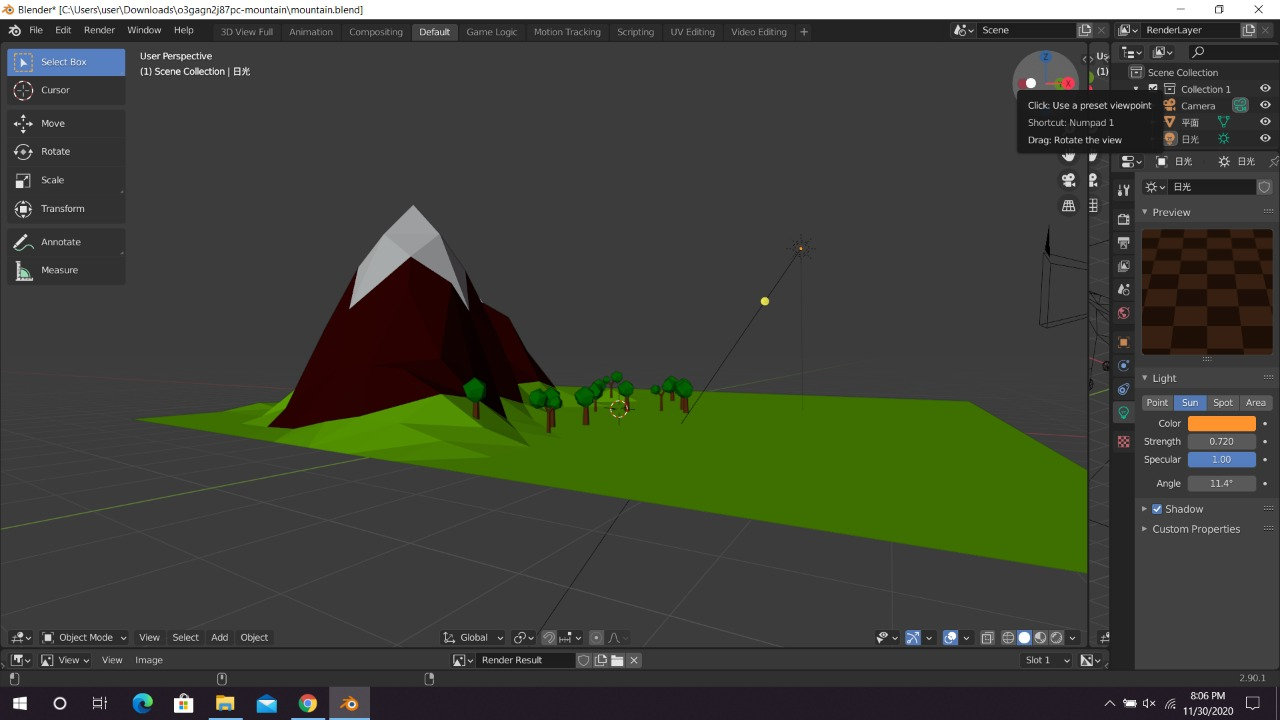 Blender* [C:\Users\user\Downloads\o3gagn2j87pc-mountain\mountain.blend]
File Edit Render Window Help
3D View Full Animation Compositing Default Game Logic Motion Tracking Scripting UV Editing Video Editing +
Scene
RenderLayer
Select Box
Cursor
Move
Rotate
Scale
Transform
Annotate
Measure
User Perspective
(1) Scene Collection | 日光
Us
(1)
Z
Y
X
Click: Use a preset viewpoint
Shortcut: Numpad 1
Drag: Rotate the view
Scene Collection
Collection 1
Camera
平面
日光
日光
日光
日光
Preview
Light
Point Sun Spot Area
Color
Strength 0.720
Specular 1.00
Angle 11.4°
Shadow
Custom Properties
Object Mode View Select Add Object
Global
View View Image
Render Result
Slot 1
2.90.1
8:06 PM
11/30/2020